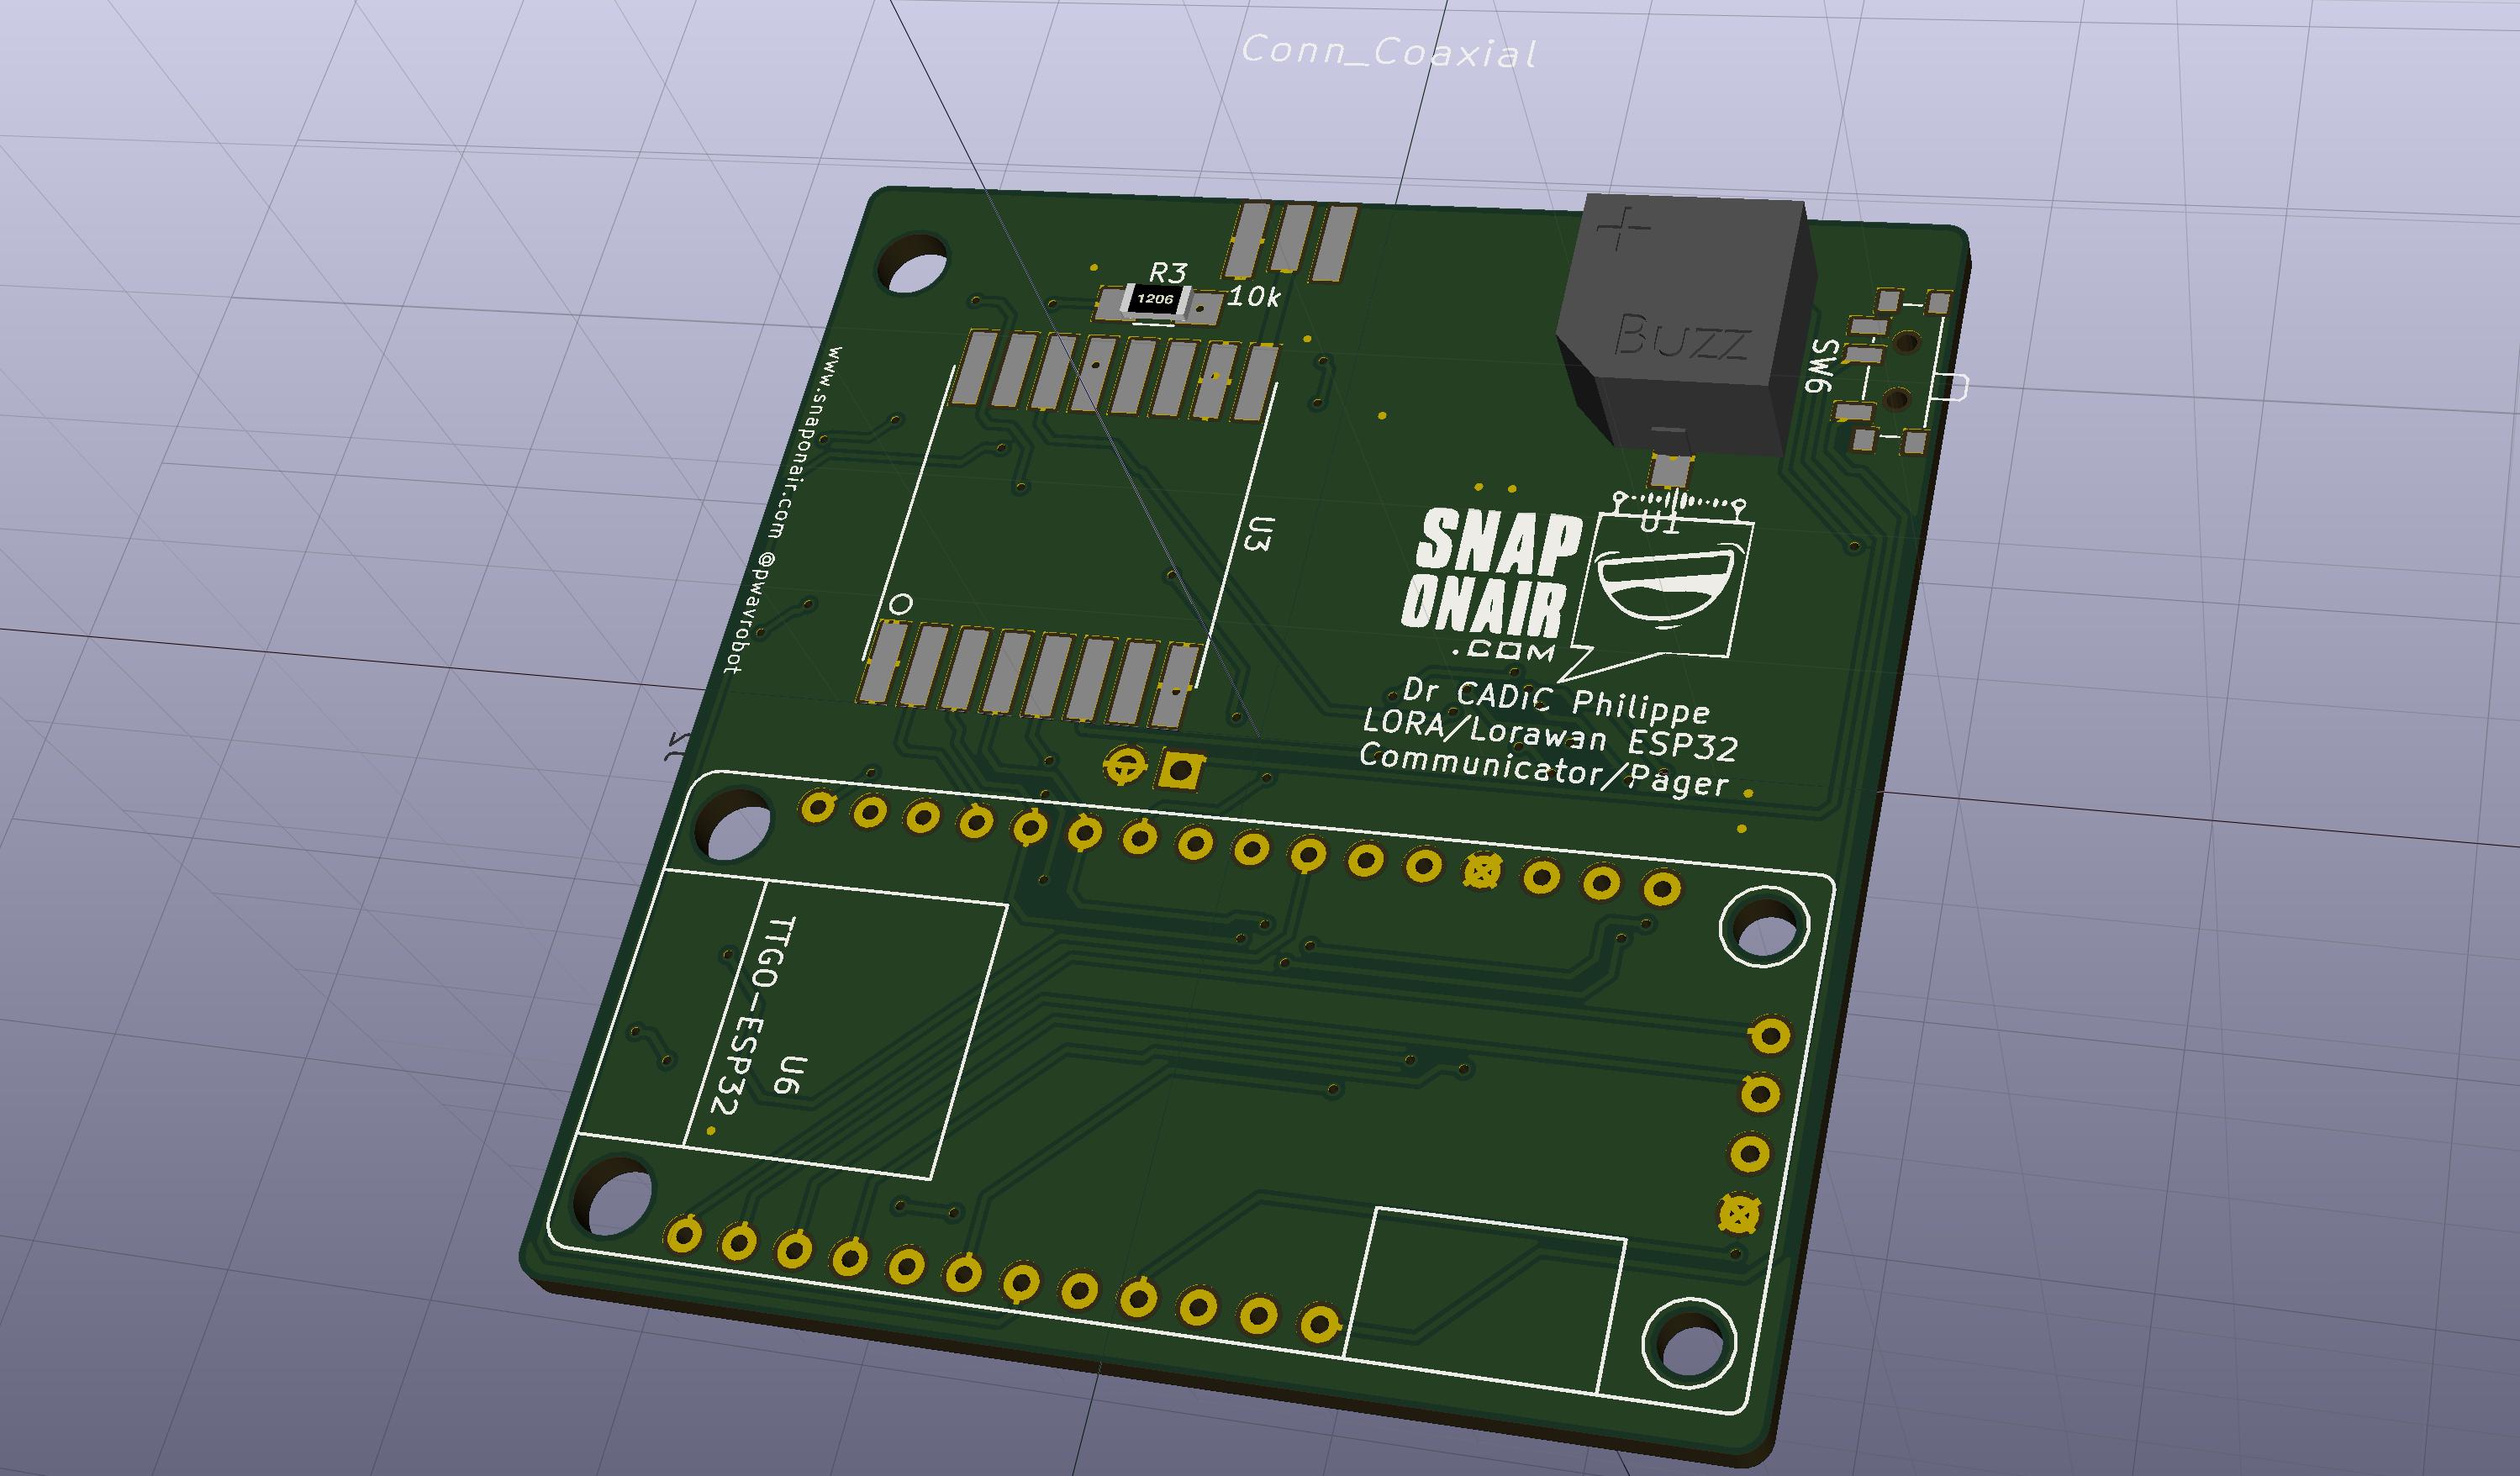 Conn_Coaxial
R3
1206
10k
+
BUZZ
SW6
www.snaponair.com @pwavrobot
U3
U1
SNAP
ONAIR
.COM
Dr CADIC Philippe
LORA/Lorawan ESP32
Communicator/Pager
TTGO-ESP32
U6